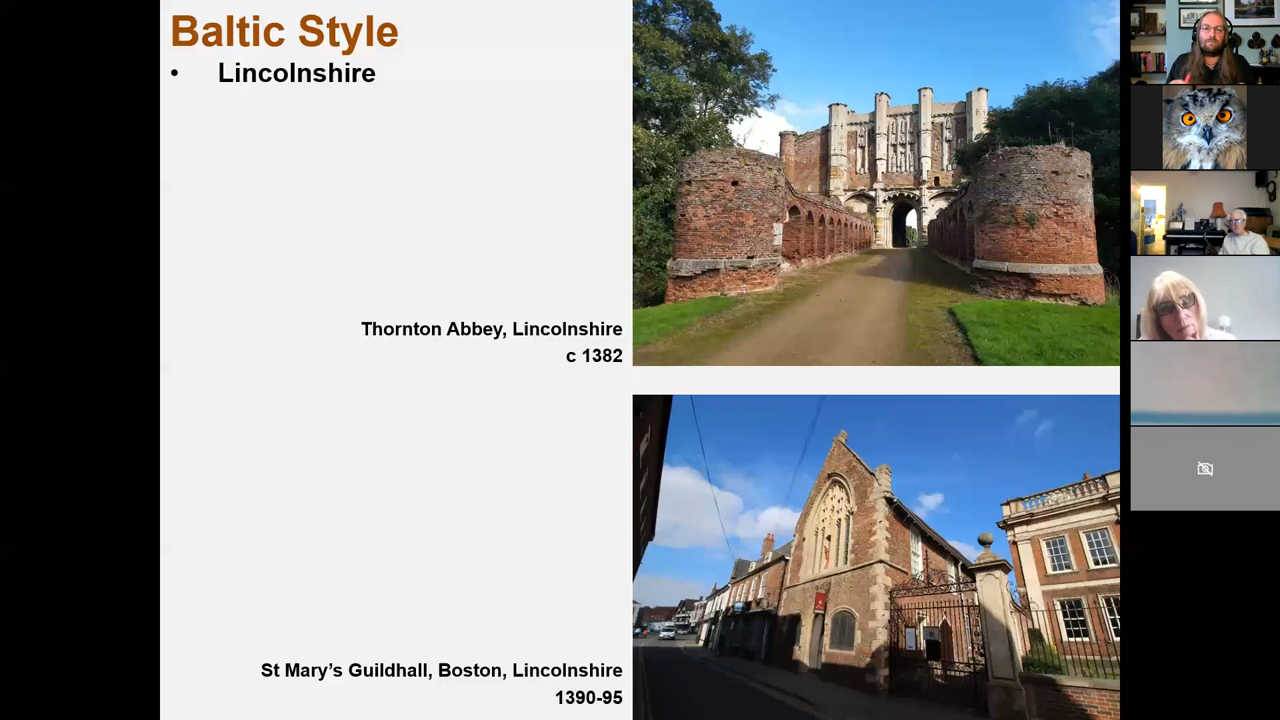 Baltic Style
• Lincolnshire
Thornton Abbey, Lincolnshire
c 1382
St Mary’s Guildhall, Boston, Lincolnshire
1390-95